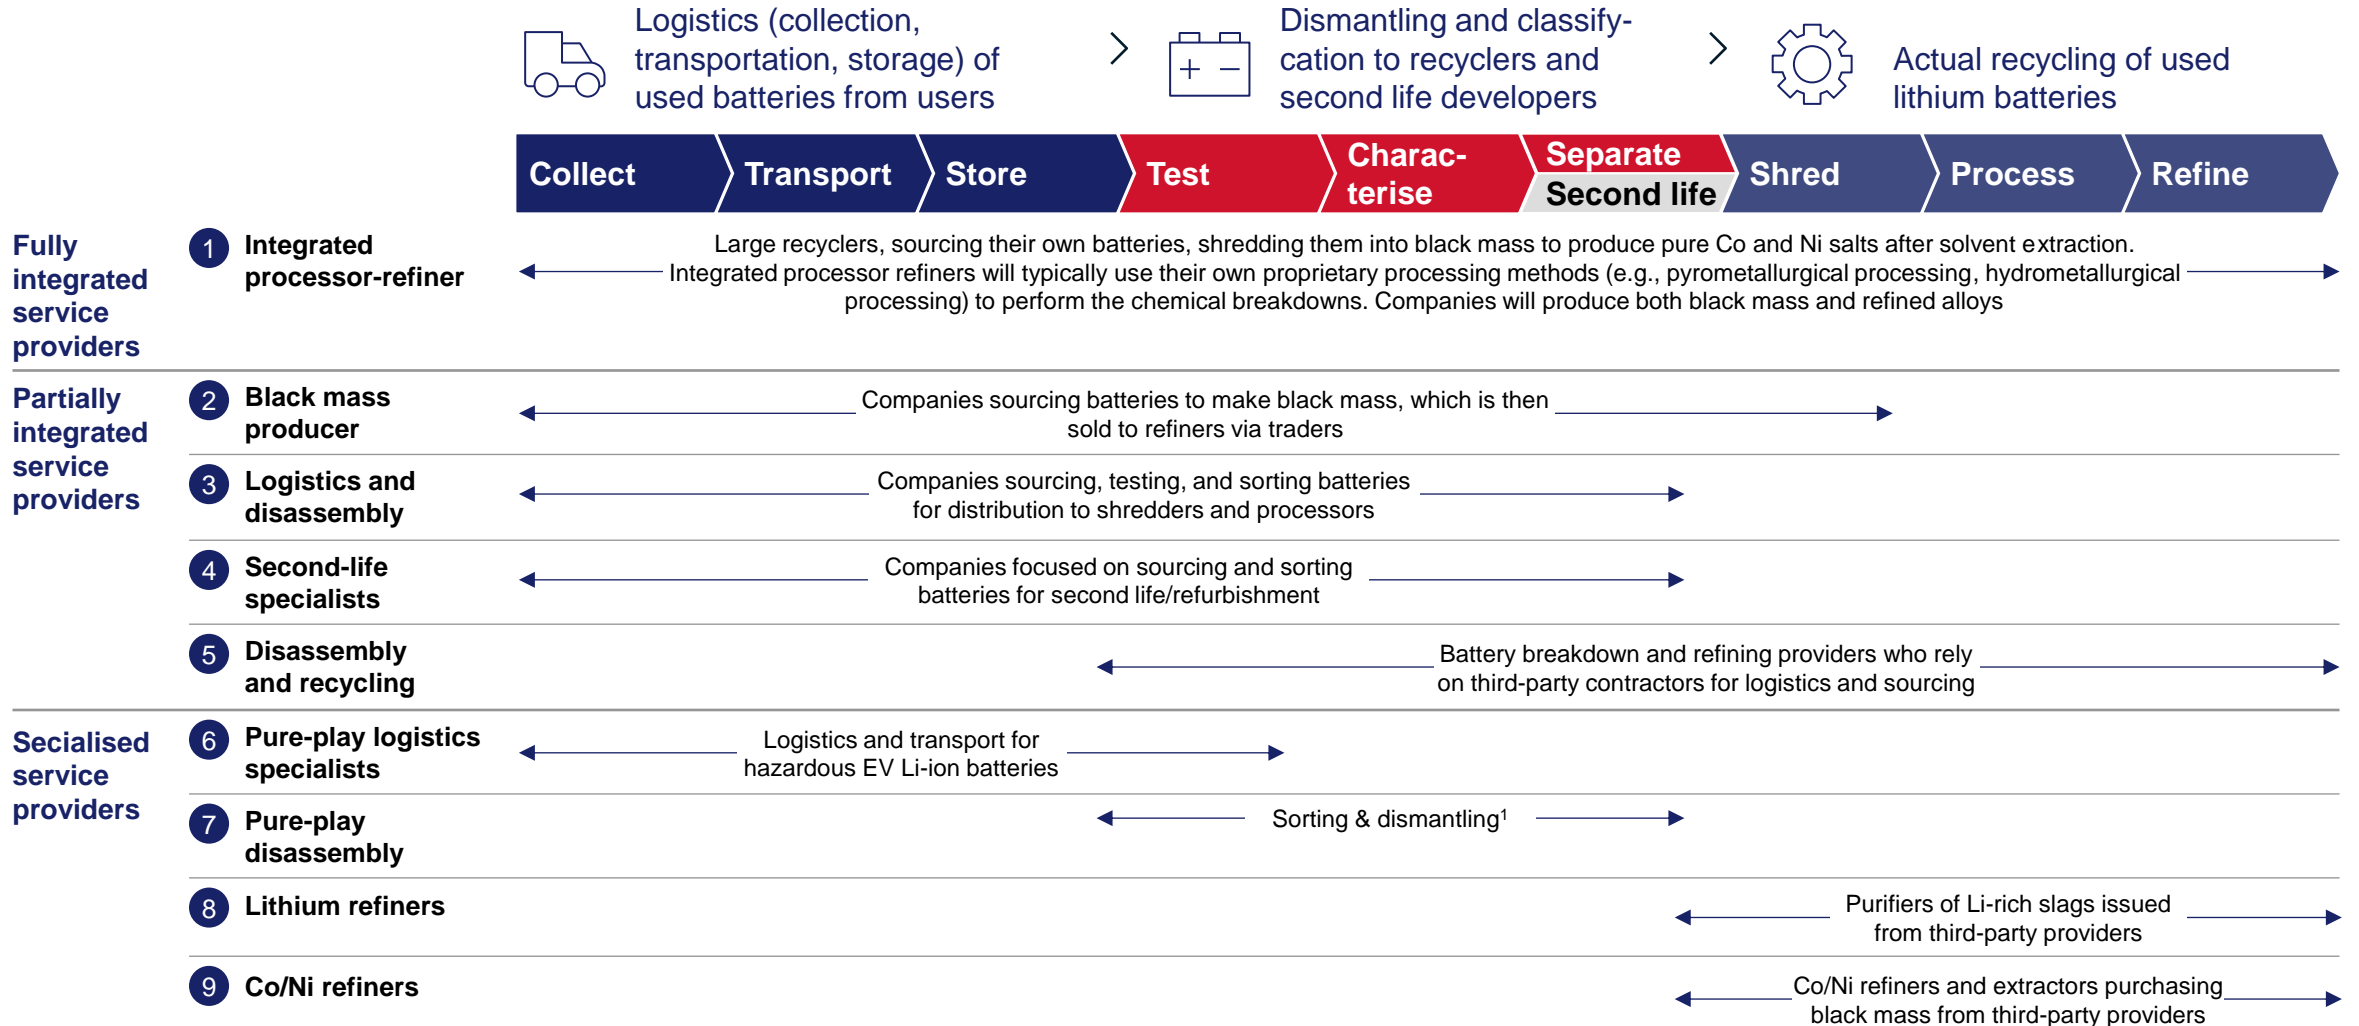 Logistics (collection,
transportation, storage) of
used batteries from users
Dismantling and classify-
cation to recyclers and
second life developers
Actual recycling of used
lithium batteries
Collect
Transport
Store
Test
Charac-
terise
Separate
Second life
Shred
Process
Refine
Fully
integrated
service
providers
1
Integrated
processor-refiner
Large recyclers, sourcing their own batteries, shredding them into black mass to produce pure Co and Ni salts after solvent extraction.
Integrated processor refiners will typically use their own proprietary processing methods (e.g., pyrometallurgical processing, hydrometallurgical
processing) to perform the chemical breakdowns. Companies will produce both black mass and refined alloys
Partially
integrated
service
providers
2
Black mass
producer
Companies sourcing batteries to make black mass, which is then
sold to refiners via traders
3
Logistics and
disassembly
Companies sourcing, testing, and sorting batteries
for distribution to shredders and processors
4
Second-life
specialists
Companies focused on sourcing and sorting
batteries for second life/refurbishment
5
Disassembly
and recycling
Battery breakdown and refining providers who rely
on third-party contractors for logistics and sourcing
Secialised
service
providers
6
Pure-play logistics
specialists
Logistics and transport for
hazardous EV Li-ion batteries
7
Pure-play
disassembly
Sorting & dismantling¹
8
Lithium refiners
Purifiers of Li-rich slags issued
from third-party providers
9
Co/Ni refiners
Co/Ni refiners and extractors purchasing
black mass from third-party providers